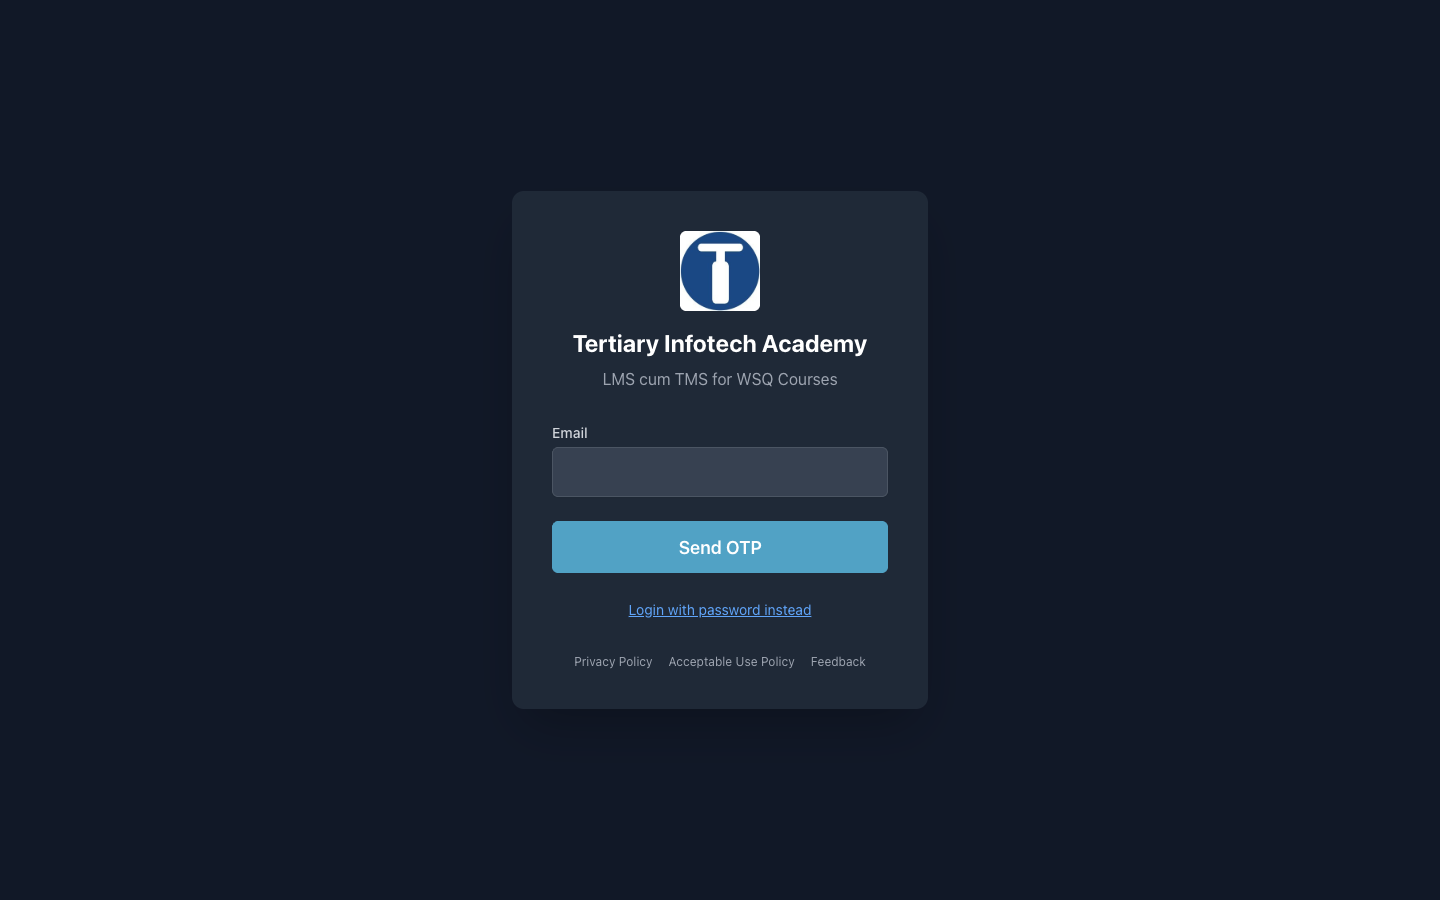 Tertiary Infotech Academy
LMS cum TMS for WSQ Courses
Email
Send OTP
Login with password instead
Privacy Policy Acceptable Use Policy Feedback